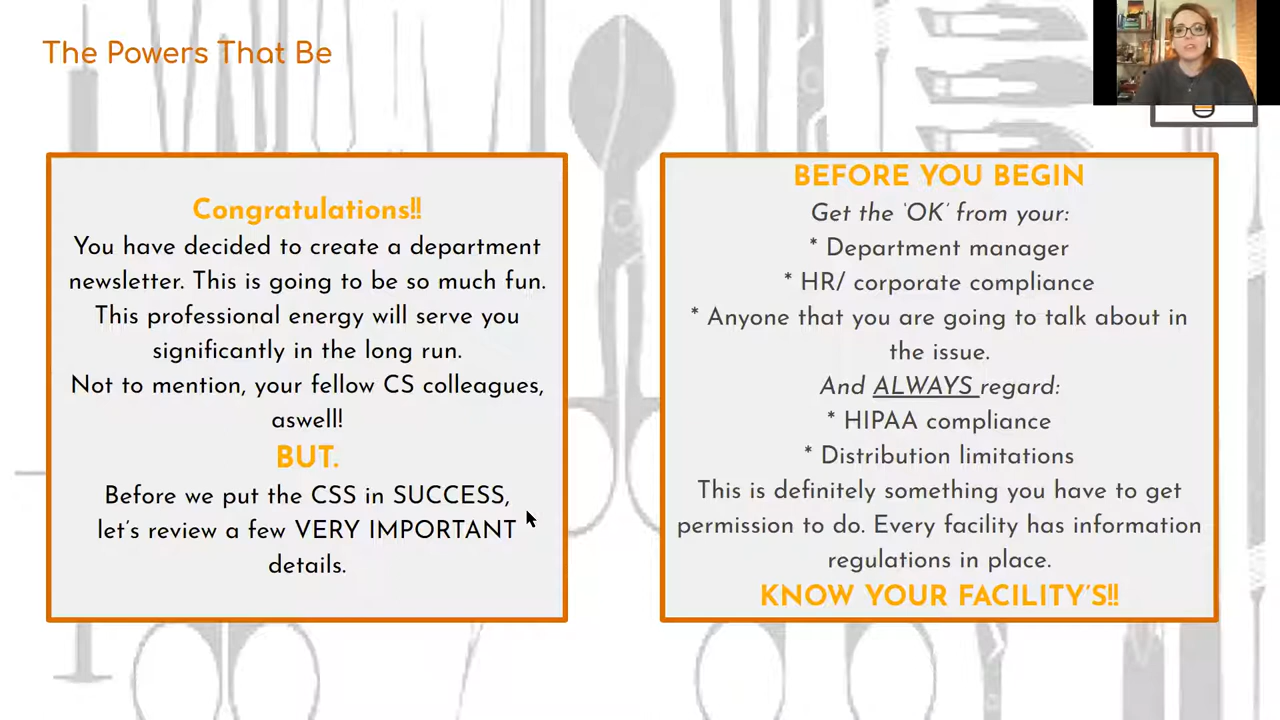 The Powers That Be
Congratulations!!
You have decided to create a department
newsletter. This is going to be so much fun.
This professional energy will serve you
significantly in the long run.
Not to mention, your fellow CS colleagues,
aswell!
BUT.
Before we put the CSS in SUCCESS,
let's review a few VERY IMPORTANT
details.
BEFORE YOU BEGIN
Get the ‘OK’ from your:
* Department manager
* HR/ corporate compliance
* Anyone that you are going to talk about in
the issue.
And ALWAYS regard:
* HIPAA compliance
* Distribution limitations
This is definitely something you have to get
permission to do. Every facility has information
regulations in place.
KNOW YOUR FACILITY'S!!